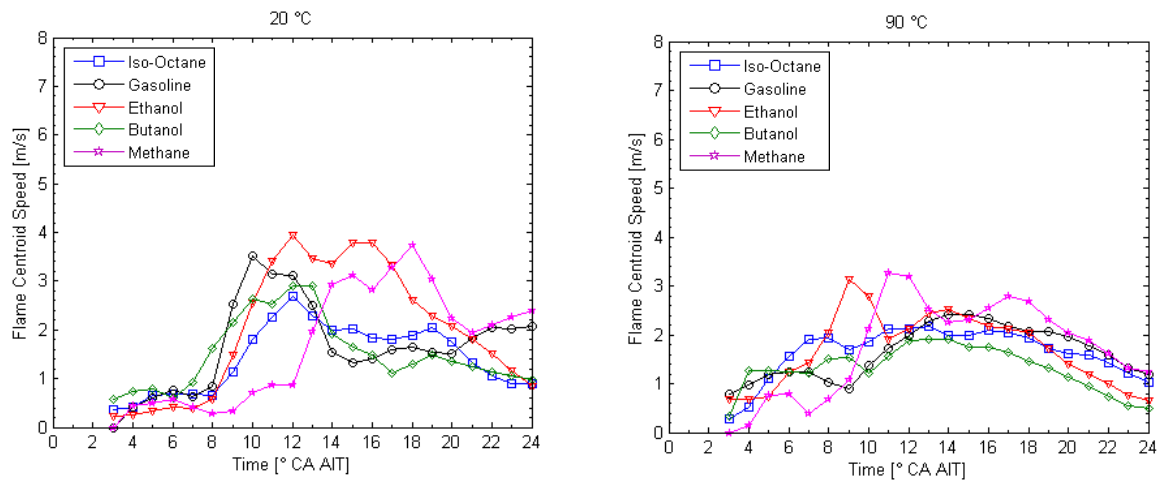 20 °C
8
7
6
5
4
3
2
1
0
Flame Centroid Speed [m/s]
Iso-Octane
Gasoline
Ethanol
Butanol
Methane
0 2 4 6 8 10 12 14 16 18 20 22 24
Time [° CA AIT]
90 °C
8
7
6
5
4
3
2
1
0
Flame Centroid Speed [m/s]
Iso-Octane
Gasoline
Ethanol
Butanol
Methane
0 2 4 6 8 10 12 14 16 18 20 22 24
Time [° CA AIT]